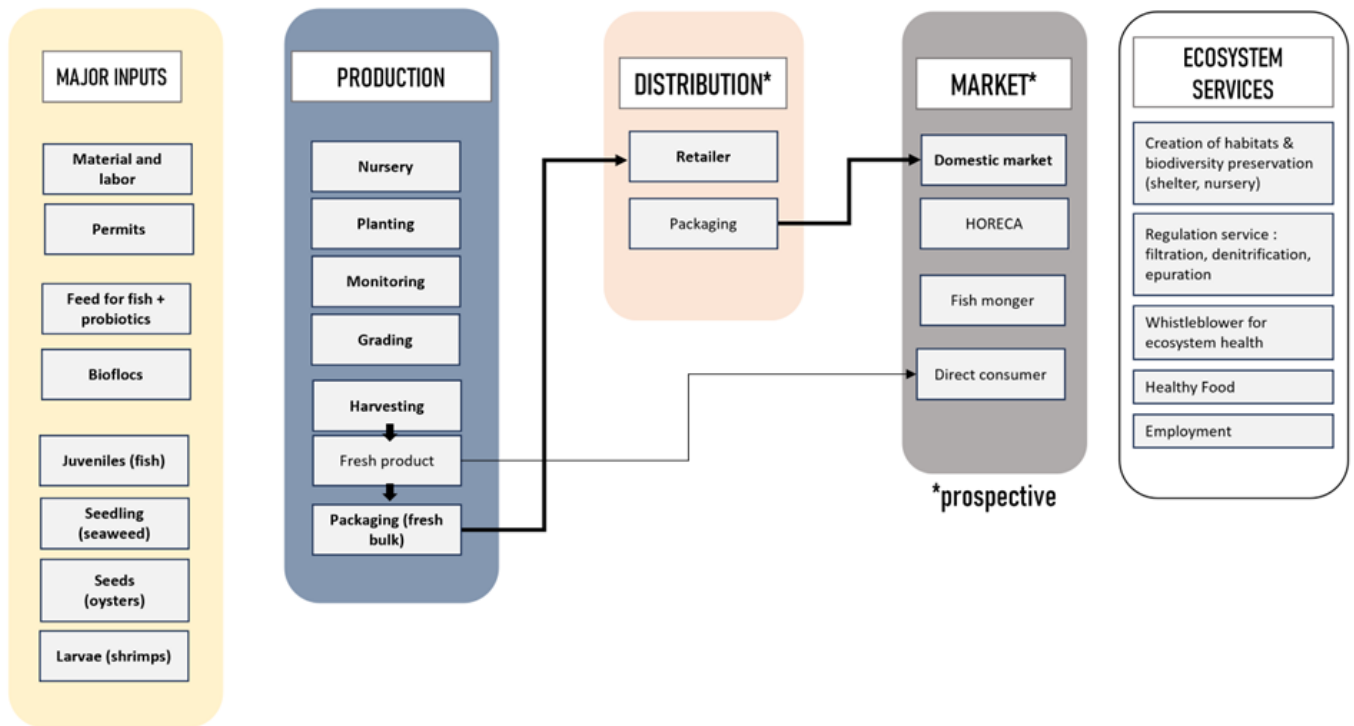 MAJOR INPUTS
Material and
labor
Permits
Feed for fish +
probiotics
Bioflocs
Juveniles (fish)
Seedling
(seaweed)
Seeds
(oysters)
Larvae (shrimps)
PRODUCTION
Nursery
Planting
Monitoring
Grading
Harvesting
Fresh product
Packaging (fresh
bulk)
DISTRIBUTION*
Retailer
Packaging
MARKET*
Domestic market
HORECA
Fish monger
Direct consumer
*prospective
ECOSYSTEM
SERVICES
Creation of habitats &
biodiversity preservation
(shelter, nursery)
Regulation service :
filtration, denitrification,
epuration
Whistleblower for
ecosystem health
Healthy Food
Employment